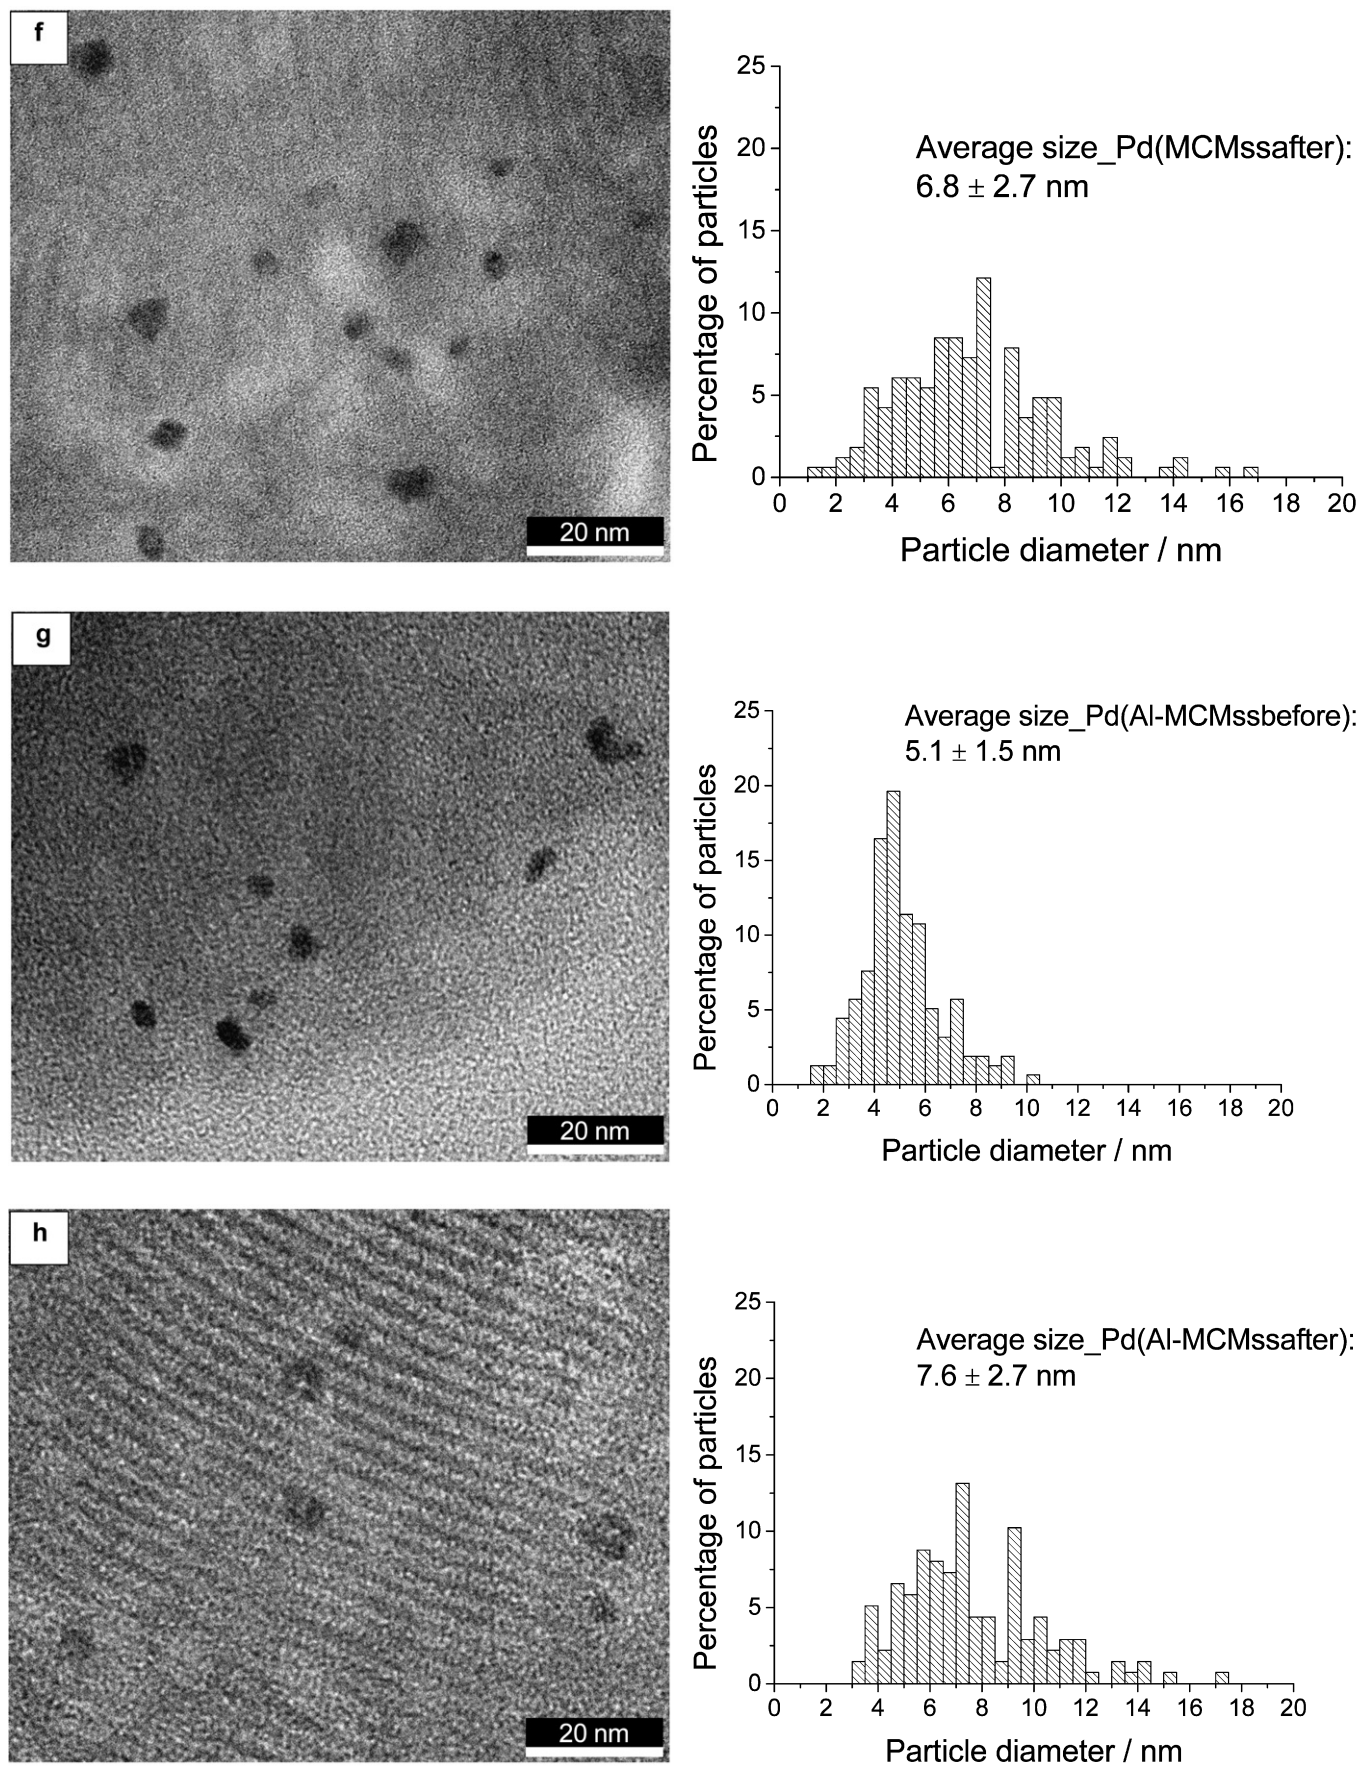 f
20 nm
25
20
15
10
5
0
Percentage of particles
Average size_Pd(MCMssafter):
6.8 ± 2.7 nm
0 2 4 6 8 10 12 14 16 18 20
Particle diameter / nm
g
20 nm
25
20
15
10
5
0
Percentage of particles
Average size_Pd(Al-MCMssbefore):
5.1 ± 1.5 nm
0 2 4 6 8 10 12 14 16 18 20
Particle diameter / nm
h
20 nm
25
20
15
10
5
0
Percentage of particles
Average size_Pd(Al-MCMssafter):
7.6 ± 2.7 nm
0 2 4 6 8 10 12 14 16 18 20
Particle diameter / nm